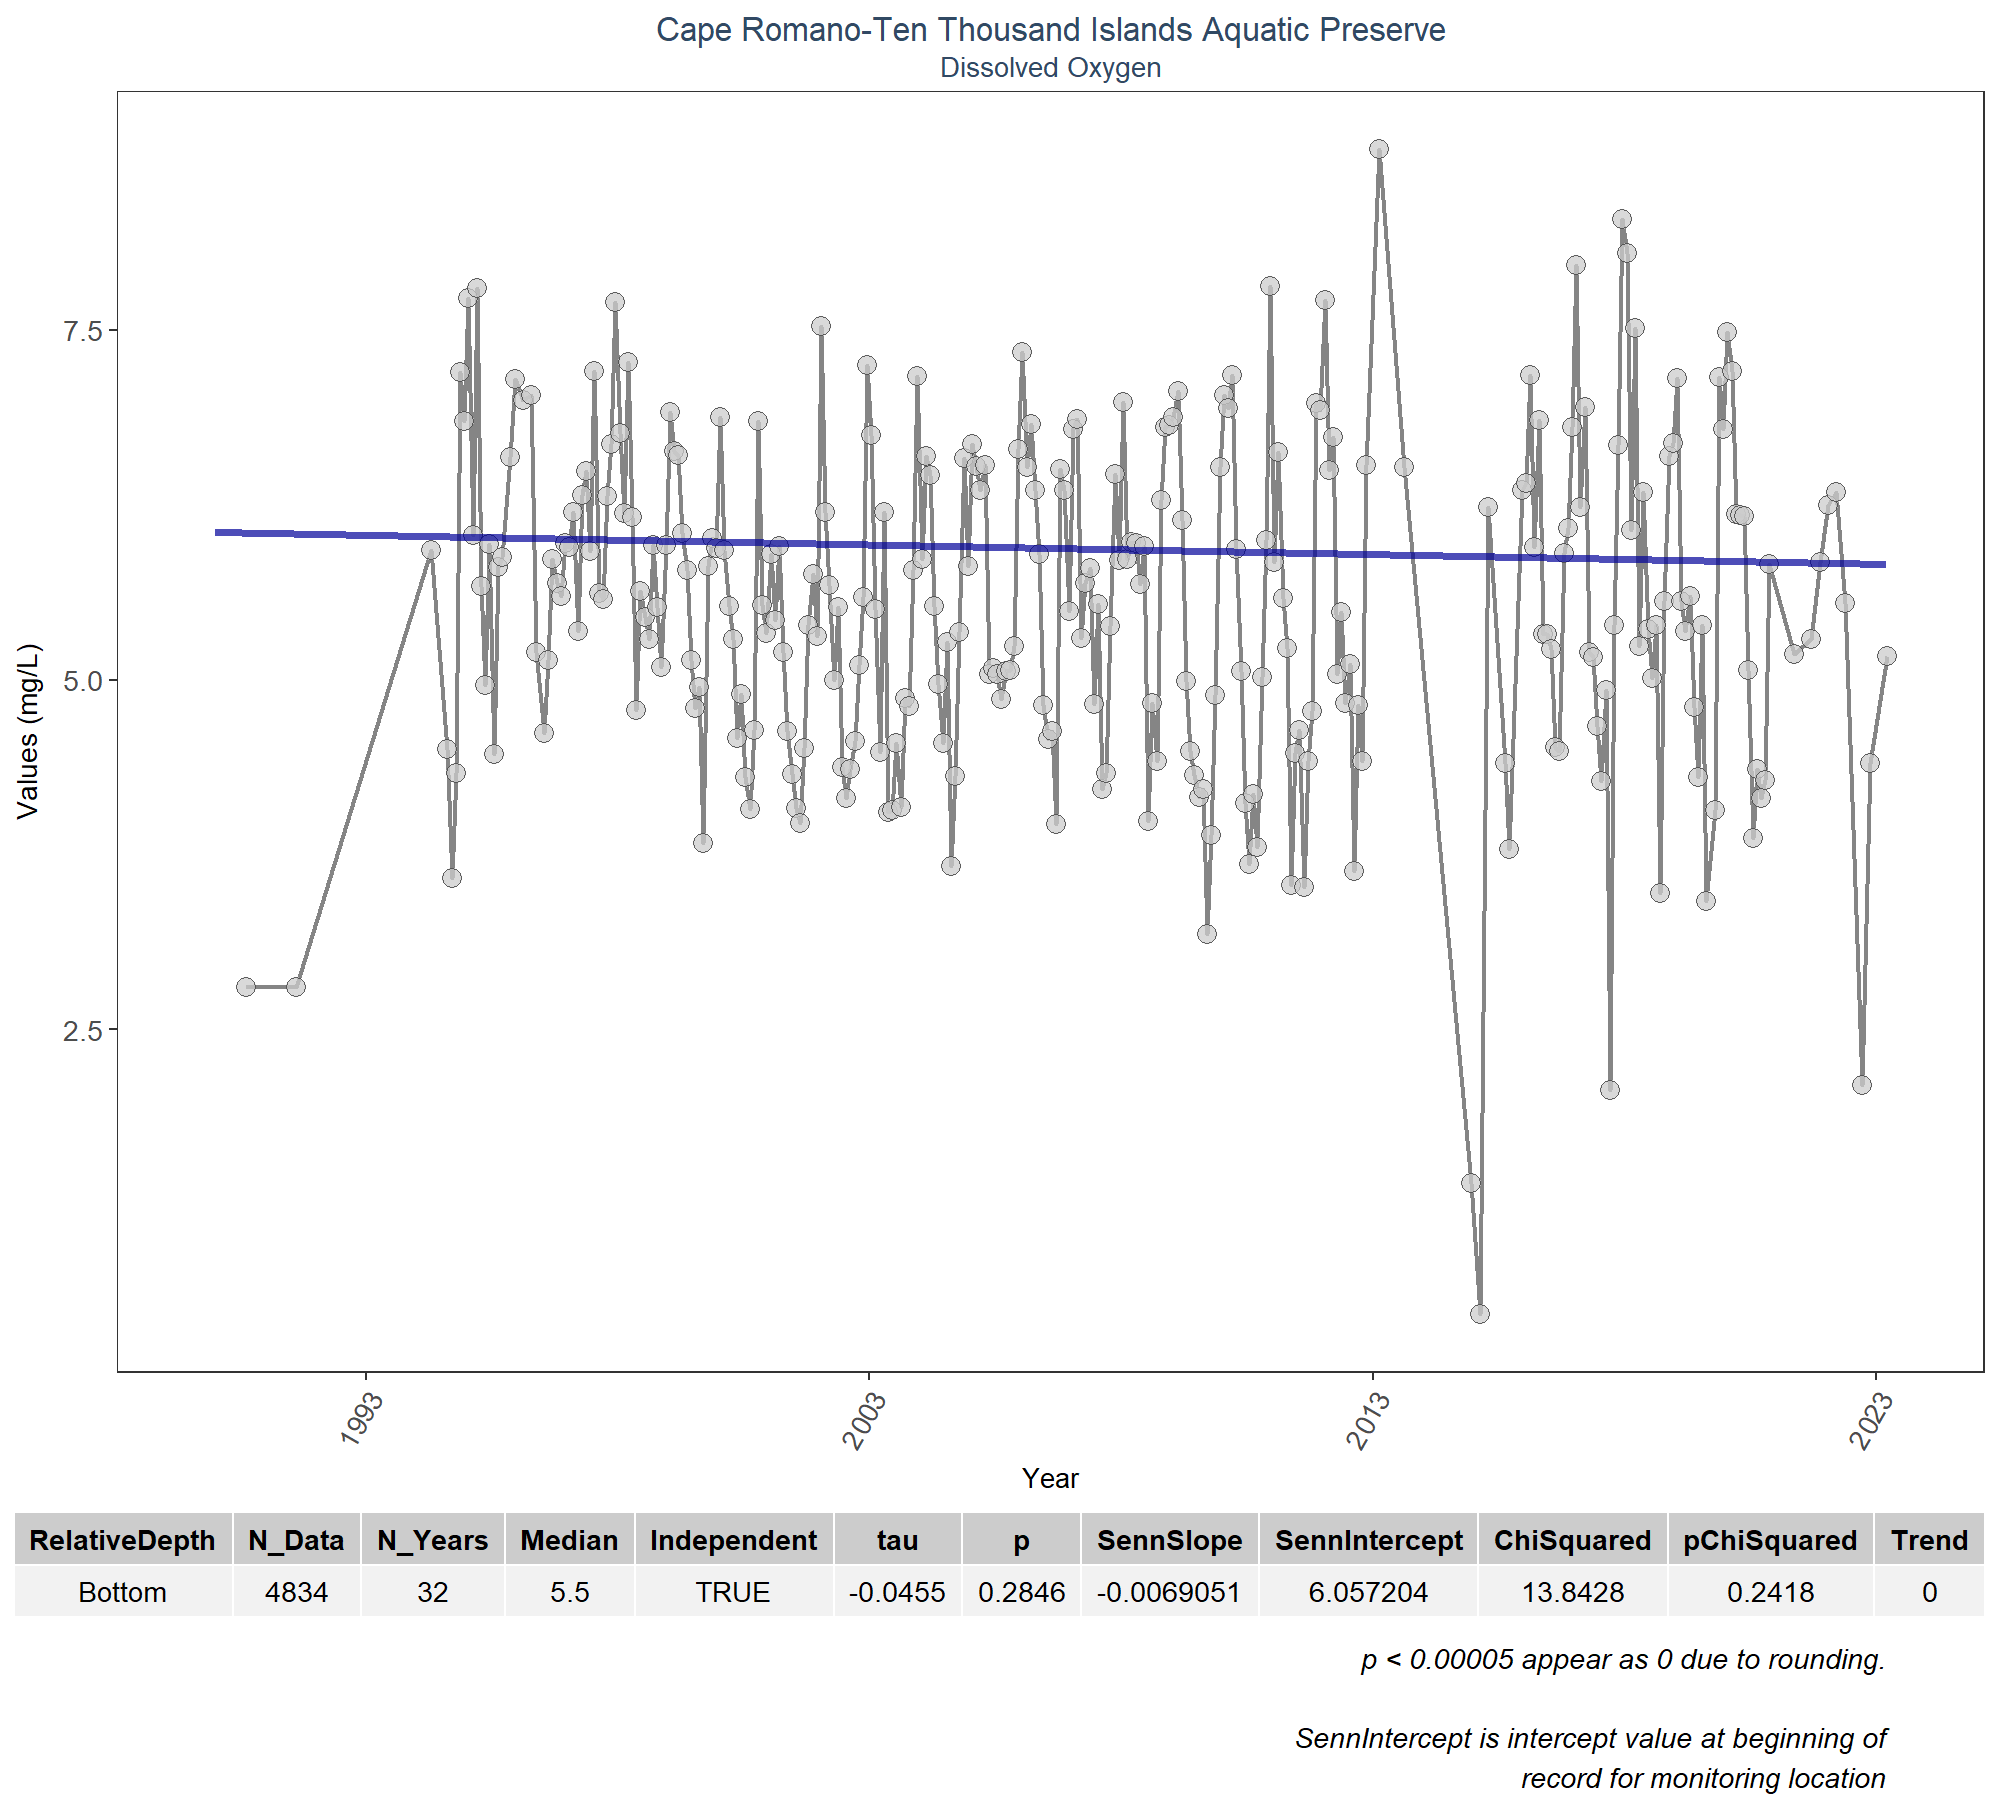 Cape Romano-Ten Thousand Islands Aquatic Preserve
Dissolved Oxygen
Values (mg/L)
7.5
5.0
2.5
1993
2003
2013
2023
Year
RelativeDepth N_Data N_Years Median Independent tau p SennSlope SennIntercept ChiSquared pChiSquared Trend
Bottom 4834 32 5.5 TRUE -0.0455 0.2846 -0.0069051 6.057204 13.8428 0.2418 0
p < 0.00005 appear as 0 due to rounding.
SennIntercept is intercept value at beginning of
record for monitoring location